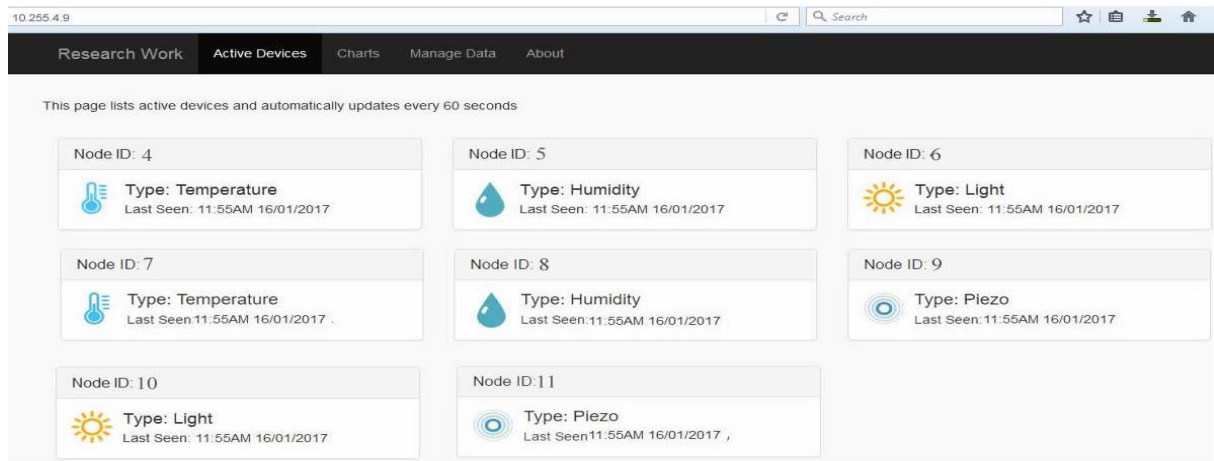 10.255.4.9 Search
Research Work Active Devices Charts Manage Data About
This page lists active devices and automatically updates every 60 seconds
Node ID: 4
Type: Temperature
Last Seen: 11:55AM 16/01/2017
Node ID: 5
Type: Humidity
Last Seen: 11:55AM 16/01/2017
Node ID: 6
Type: Light
Last Seen: 11:55AM 16/01/2017
Node ID: 7
Type: Temperature
Last Seen:11:55AM 16/01/2017 .
Node ID: 8
Type: Humidity
Last Seen:11:55AM 16/01/2017
Node ID: 9
Type: Piezo
Last Seen:11:55AM 16/01/2017
Node ID: 10
Type: Light
Last Seen: 11:55AM 16/01/2017
Node ID:11
Type: Piezo
Last Seen11:55AM 16/01/2017 ,